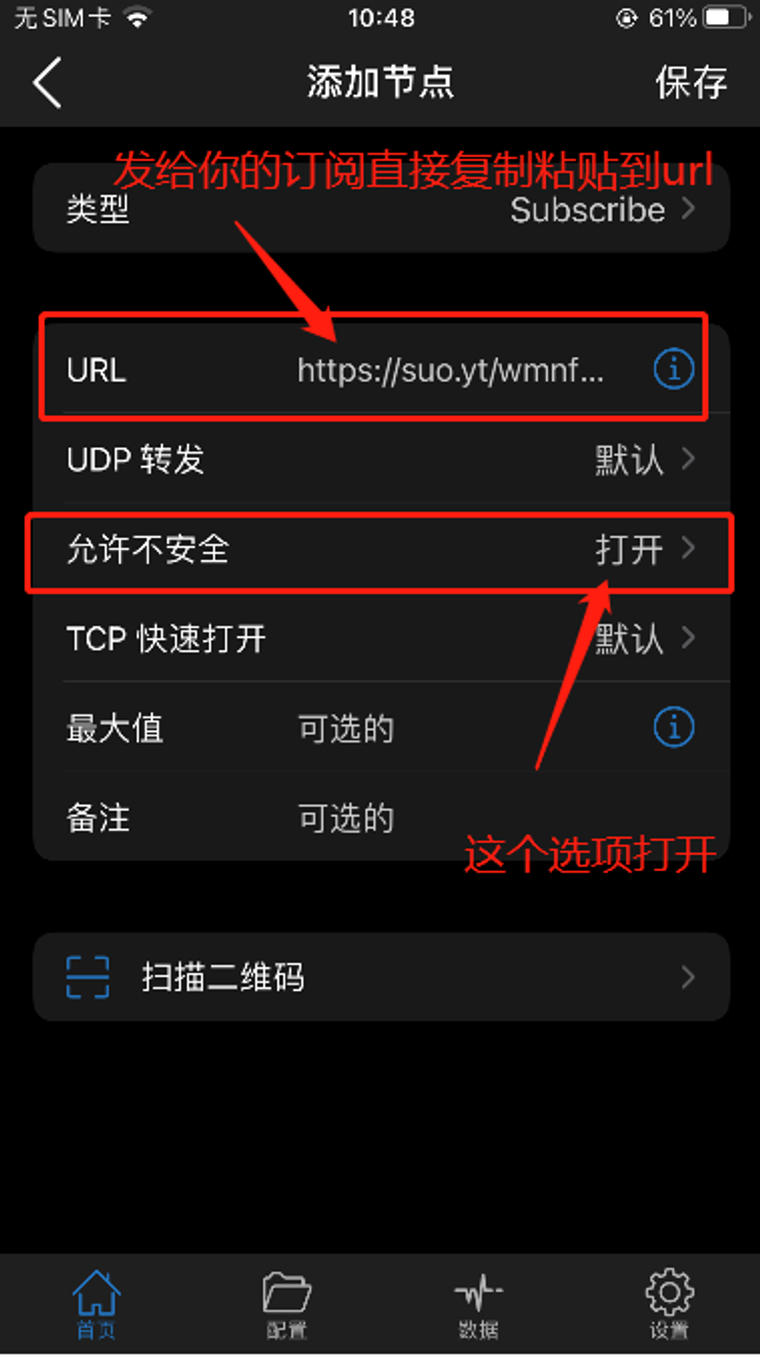 无SIM卡 10:48 61%
添加节点 保存
发给你的订阅直接复制粘贴到url
类型 Subscribe
URL https://suo.yt/wmnf...
UDP 转发 默认
允许不安全 打开
TCP 快速打开 默认
最大值 可选的
备注 可选的
这个选项打开
扫描二维码
首页 配置 数据 设置